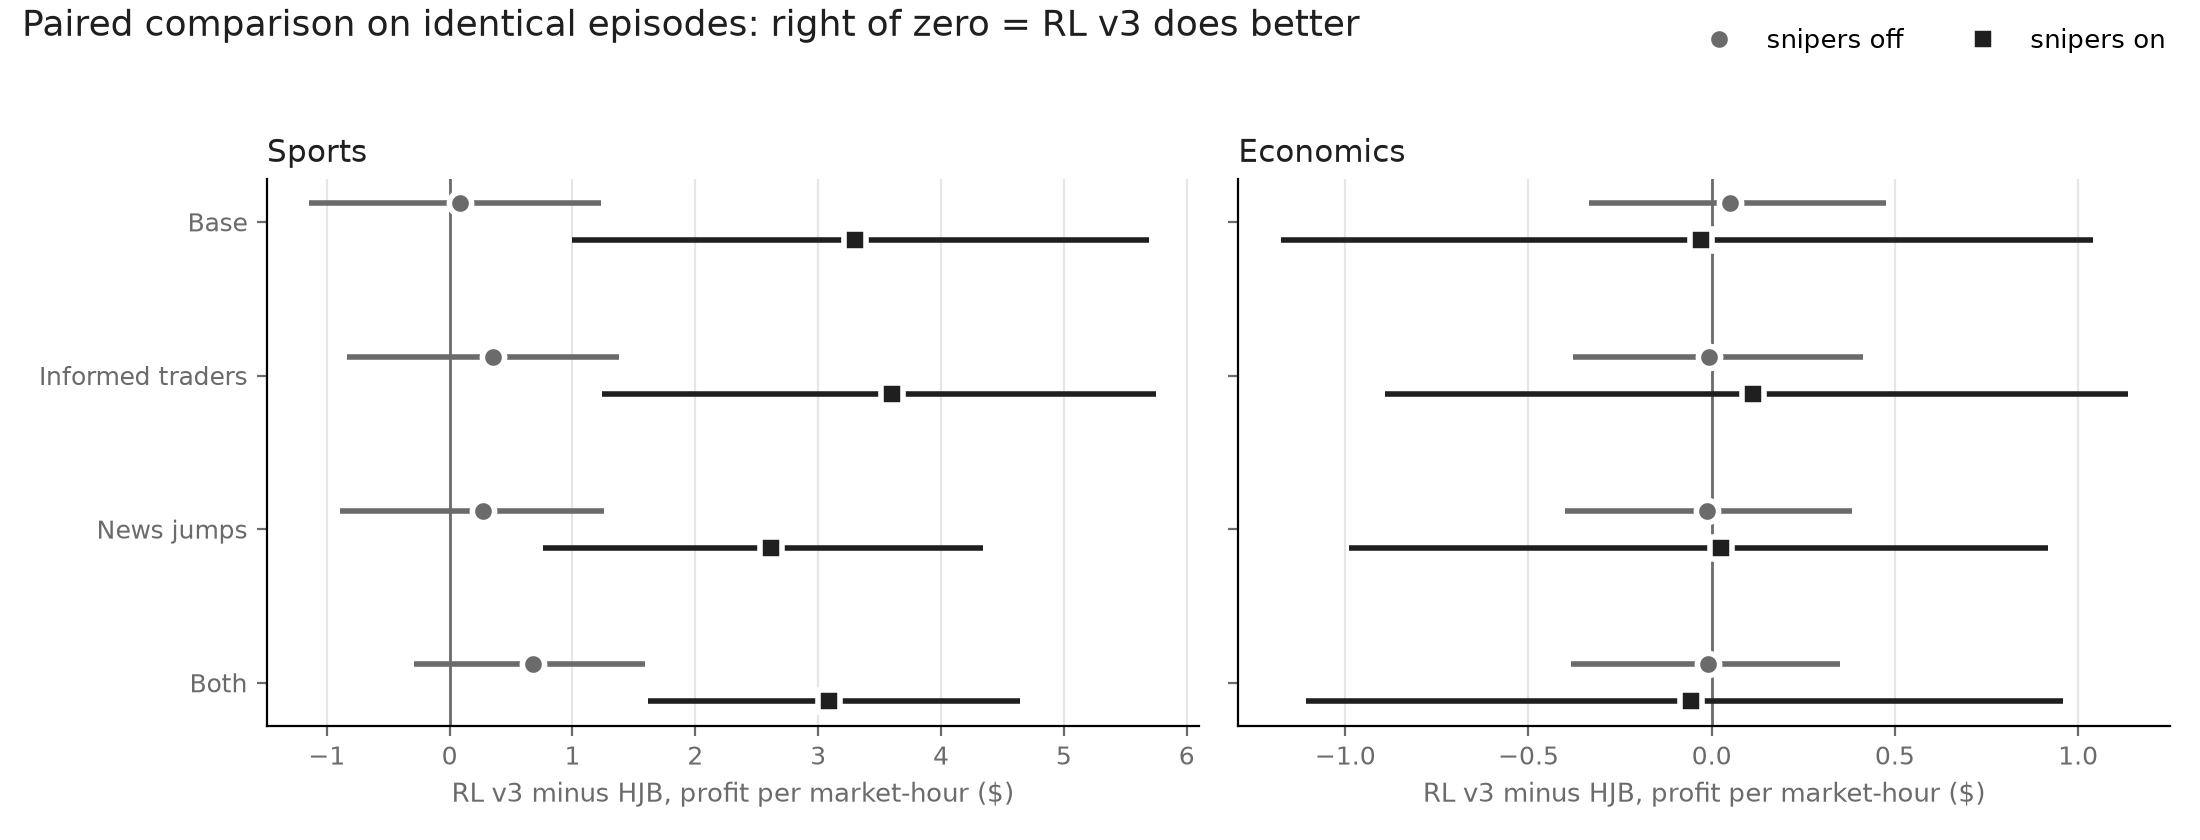 Paired comparison on identical episodes: right of zero = RL v3 does better
snipers off
snipers on
Sports
Economics
Base
Informed traders
News jumps
Both
−1 0 1 2 3 4 5 6
−1.0 −0.5 0.0 0.5 1.0
RL v3 minus HJB, profit per market-hour ($)
RL v3 minus HJB, profit per market-hour ($)